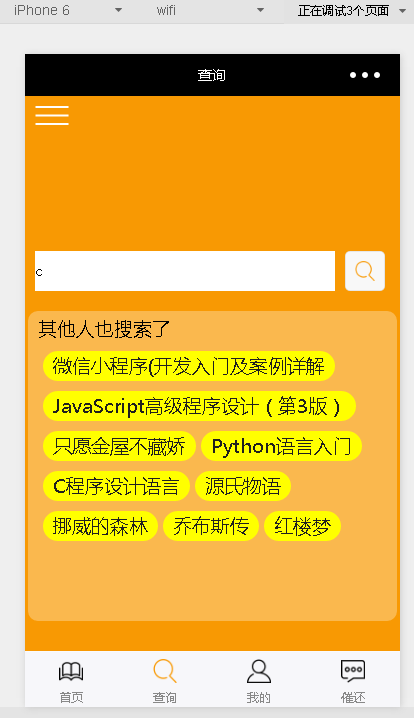 iPhone 6 wifi 正在调试3个页面
查询
c
其他人也搜索了
微信小程序(开发入门及案例详解
JavaScript高级程序设计（第3版）
只愿金屋不藏娇 Python语言入门
C程序设计语言 源氏物语
挪威的森林 乔布斯传 红楼梦
首页 查询 我的 催还